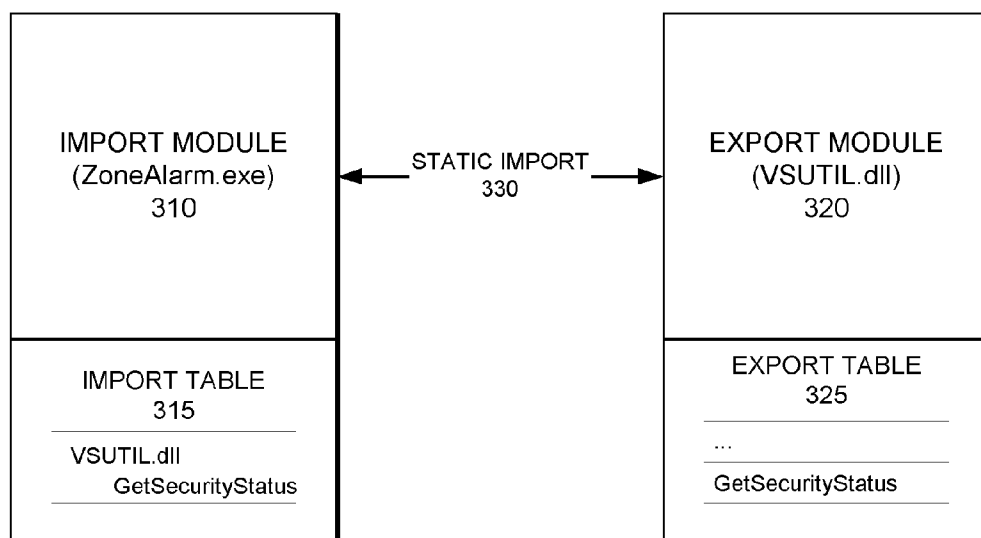 IMPORT MODULE
(ZoneAlarm.exe)
310
STATIC IMPORT
330
EXPORT MODULE
(VSUTIL.dll)
320
IMPORT TABLE
315
VSUTIL.dll
GetSecurityStatus
EXPORT TABLE
325
...
GetSecurityStatus